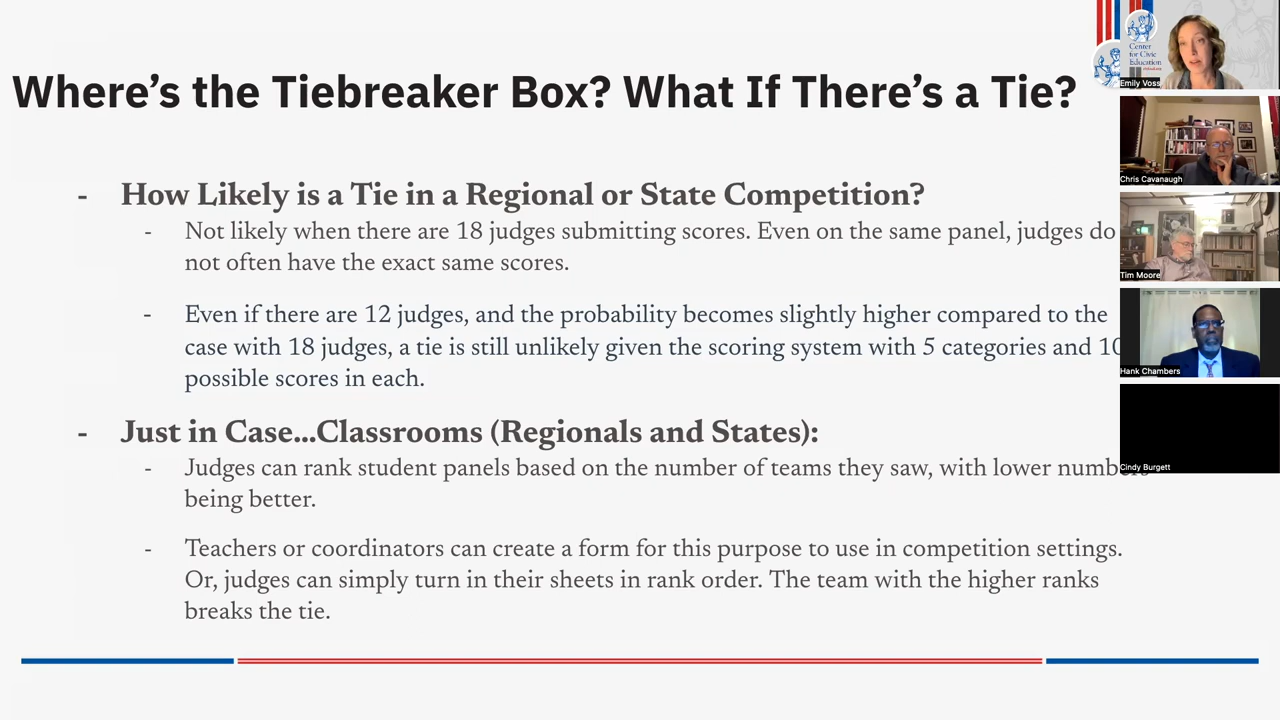 Where’s the Tiebreaker Box? What If There’s a Tie?
- How Likely is a Tie in a Regional or State Competition?
- Not likely when there are 18 judges submitting scores. Even on the same panel, judges do
not often have the exact same scores.
- Even if there are 12 judges, and the probability becomes slightly higher compared to the
case with 18 judges, a tie is still unlikely given the scoring system with 5 categories and 10
possible scores in each.
- Just in Case...Classrooms (Regionals and States):
- Judges can rank student panels based on the number of teams they saw, with lower numbers
being better.
- Teachers or coordinators can create a form for this purpose to use in competition settings.
Or, judges can simply turn in their sheets in rank order. The team with the higher ranks
breaks the tie.
Center
for Civic
Education
Emily Voss
Chris Cavanaugh
Tim Moore
Hank Chambers
Cindy Burgett